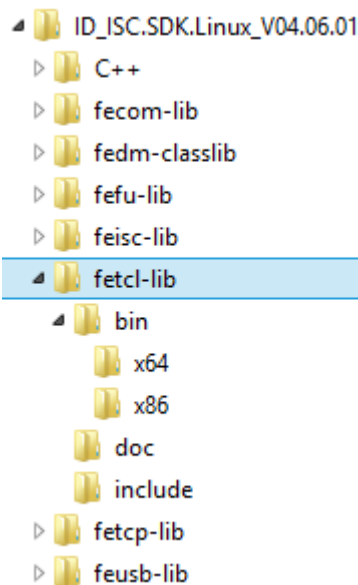 ID_ISC.SDK.Linux_V04.06.01
C++
fecom-lib
fedm-classlib
fefu-lib
feisc-lib
fetcl-lib
bin
x64
x86
doc
include
fetcp-lib
feusb-lib